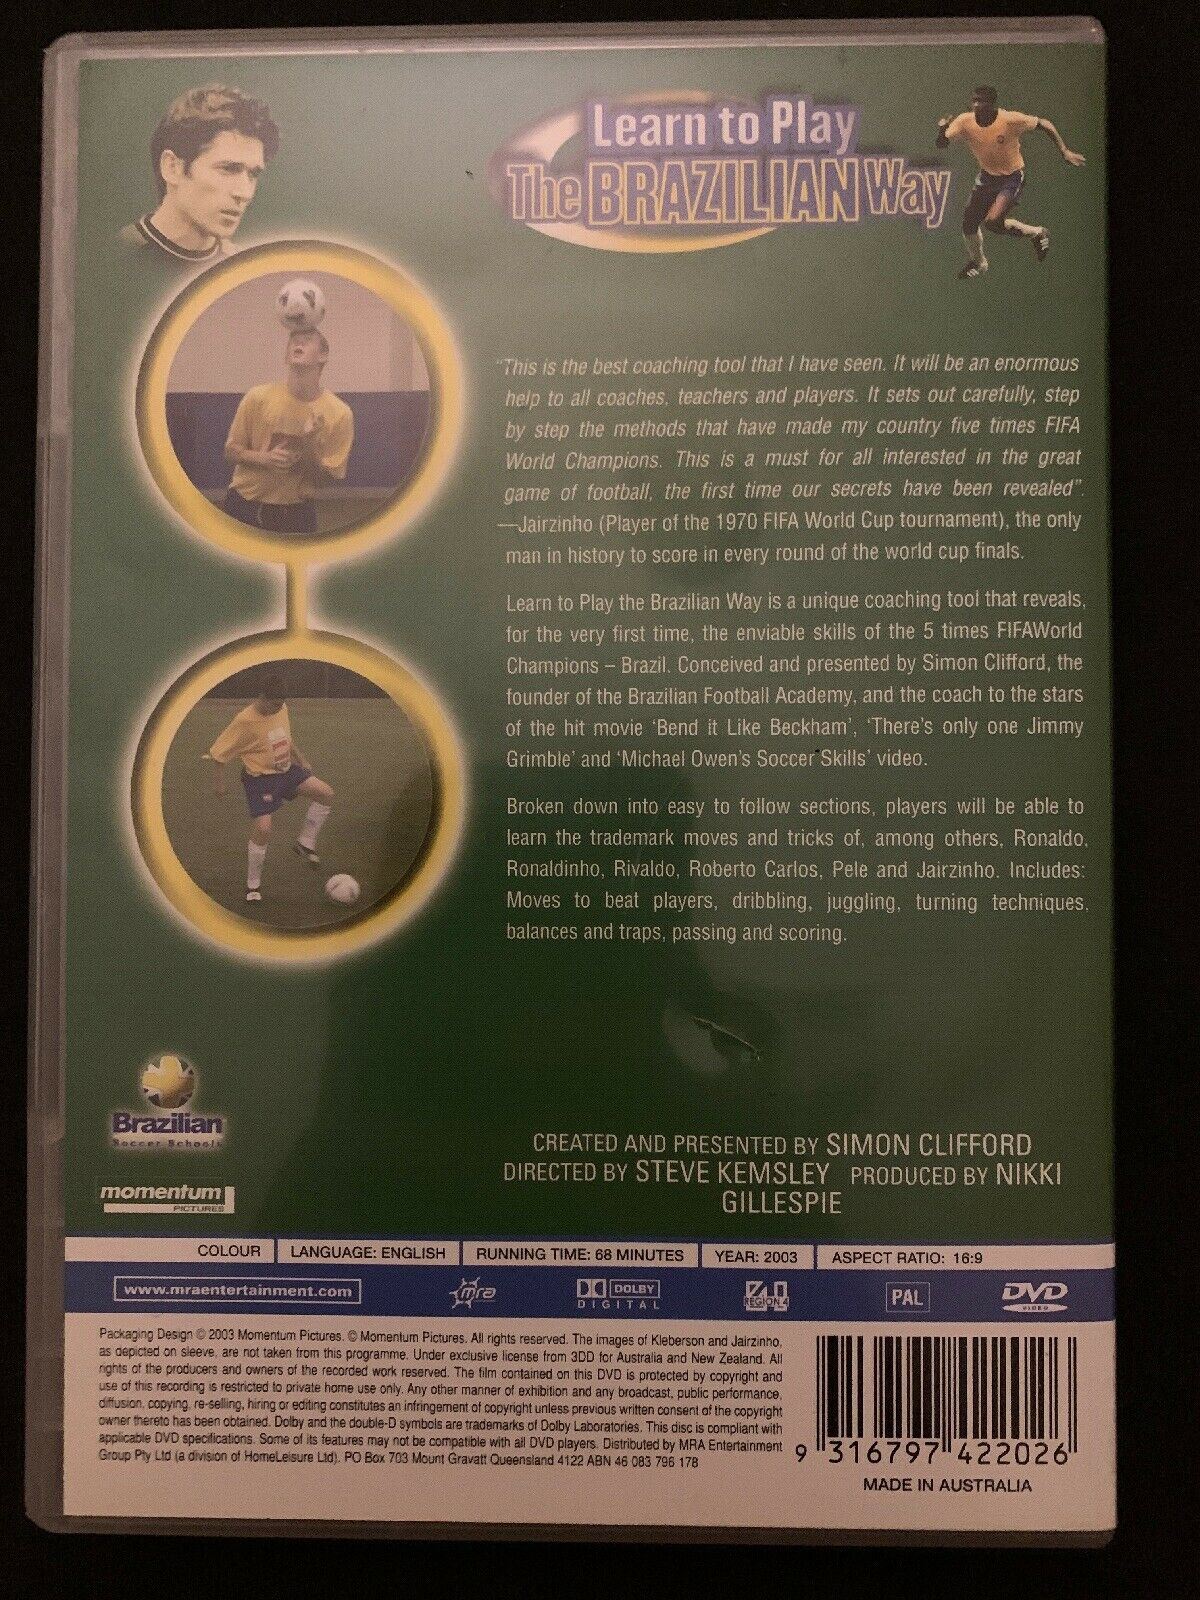 Learn to Play
The BRAZILIAN Way
"This is the best coaching tool that I have seen. It will be an enormous
help to all coaches, teachers and players. It sets out carefully, step
by step the methods that have made my country five times FIFA
World Champions. This is a must for all interested in the great
game of football, the first time our secrets have been revealed".
—Jairzinho (Player of the 1970 FIFA World Cup tournament), the only
man in history to score in every round of the world cup finals.
Learn to Play the Brazilian Way is a unique coaching tool that reveals,
for the very first time, the enviable skills of the 5 times FIFAWorld
Champions – Brazil. Conceived and presented by Simon Clifford, the
founder of the Brazilian Football Academy, and the coach to the stars
of the hit movie ‘Bend it Like Beckham’, ‘There's only one Jimmy
Grimble’ and ‘Michael Owen's Soccer Skills’ video.
Broken down into easy to follow sections, players will be able to
learn the trademark moves and tricks of, among others, Ronaldo,
Ronaldinho, Rivaldo, Roberto Carlos, Pele and Jairzinho. Includes:
Moves to beat players, dribbling, juggling, turning techniques,
balances and traps, passing and scoring.
Brazilian
Soccer Schools
momentum
PICTURES
CREATED AND PRESENTED BY SIMON CLIFFORD
DIRECTED BY STEVE KEMSLEY PRODUCED BY NIKKI
GILLESPIE
COLOUR LANGUAGE: ENGLISH RUNNING TIME: 68 MINUTES YEAR: 2003 ASPECT RATIO: 16:9
www.mraentertainment.com mra DOLBY DIGITAL 4 REGION 4 PAL DVD VIDEO
Packaging Design © 2003 Momentum Pictures. © Momentum Pictures. All rights reserved. The images of Kleberson and Jairzinho,
as depicted on sleeve, are not taken from this programme. Under exclusive license from 3DD for Australia and New Zealand. All
rights of the producers and owners of the recorded work reserved. The film contained on this DVD is protected by copyright and
use of this recording is restricted to private home use only. Any other manner of exhibition and any broadcast, public performance,
diffusion, copying, re-selling, hiring or editing constitutes an infringement of copyright unless previous written consent of the copyright
owner thereto has been obtained. Dolby and the double-D symbols are trademarks of Dolby Laboratories. This disc is compliant with
applicable DVD specifications. Some of its features may not be compatible with all DVD players. Distributed by MRA Entertainment
Group Pty Ltd (a division of HomeLeisure Ltd). PO Box 703 Mount Gravatt Queensland 4122 ABN 46 083 796 178
9 316797 422026
MADE IN AUSTRALIA